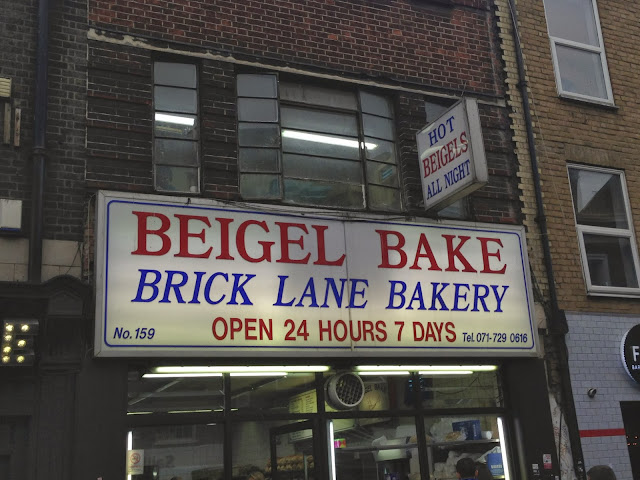 HOT
BEIGELS
ALL NIGHT
BEIGEL BAKE
BRICK LANE BAKERY
OPEN 24 HOURS 7 DAYS
No. 159
Tel. 071-729 0616